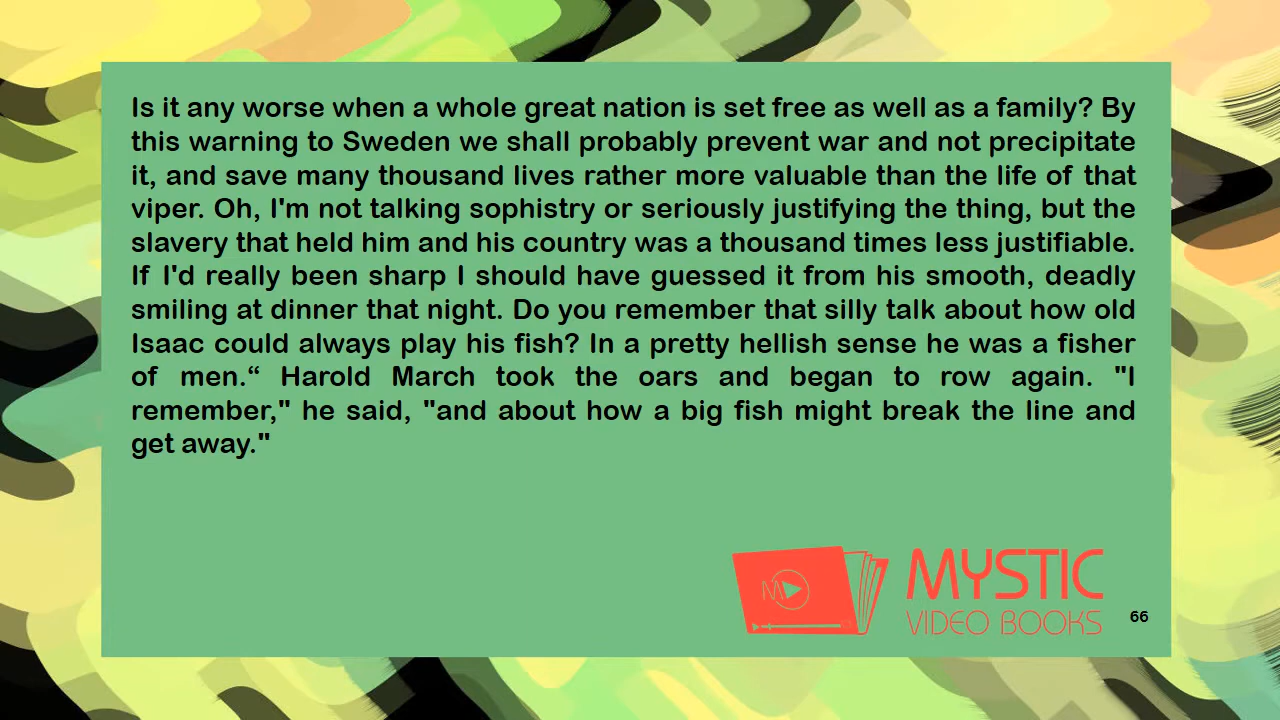 Is it any worse when a whole great nation is set free as well as a family? By
this warning to Sweden we shall probably prevent war and not precipitate
it, and save many thousand lives rather more valuable than the life of that
viper. Oh, I'm not talking sophistry or seriously justifying the thing, but the
slavery that held him and his country was a thousand times less justifiable.
If I'd really been sharp I should have guessed it from his smooth, deadly
smiling at dinner that night. Do you remember that silly talk about how old
Isaac could always play his fish? In a pretty hellish sense he was a fisher
of men.“ Harold March took the oars and began to row again. "I
remember," he said, "and about how a big fish might break the line and
get away."
M
MYSTIC
VIDEO BOOKS
66